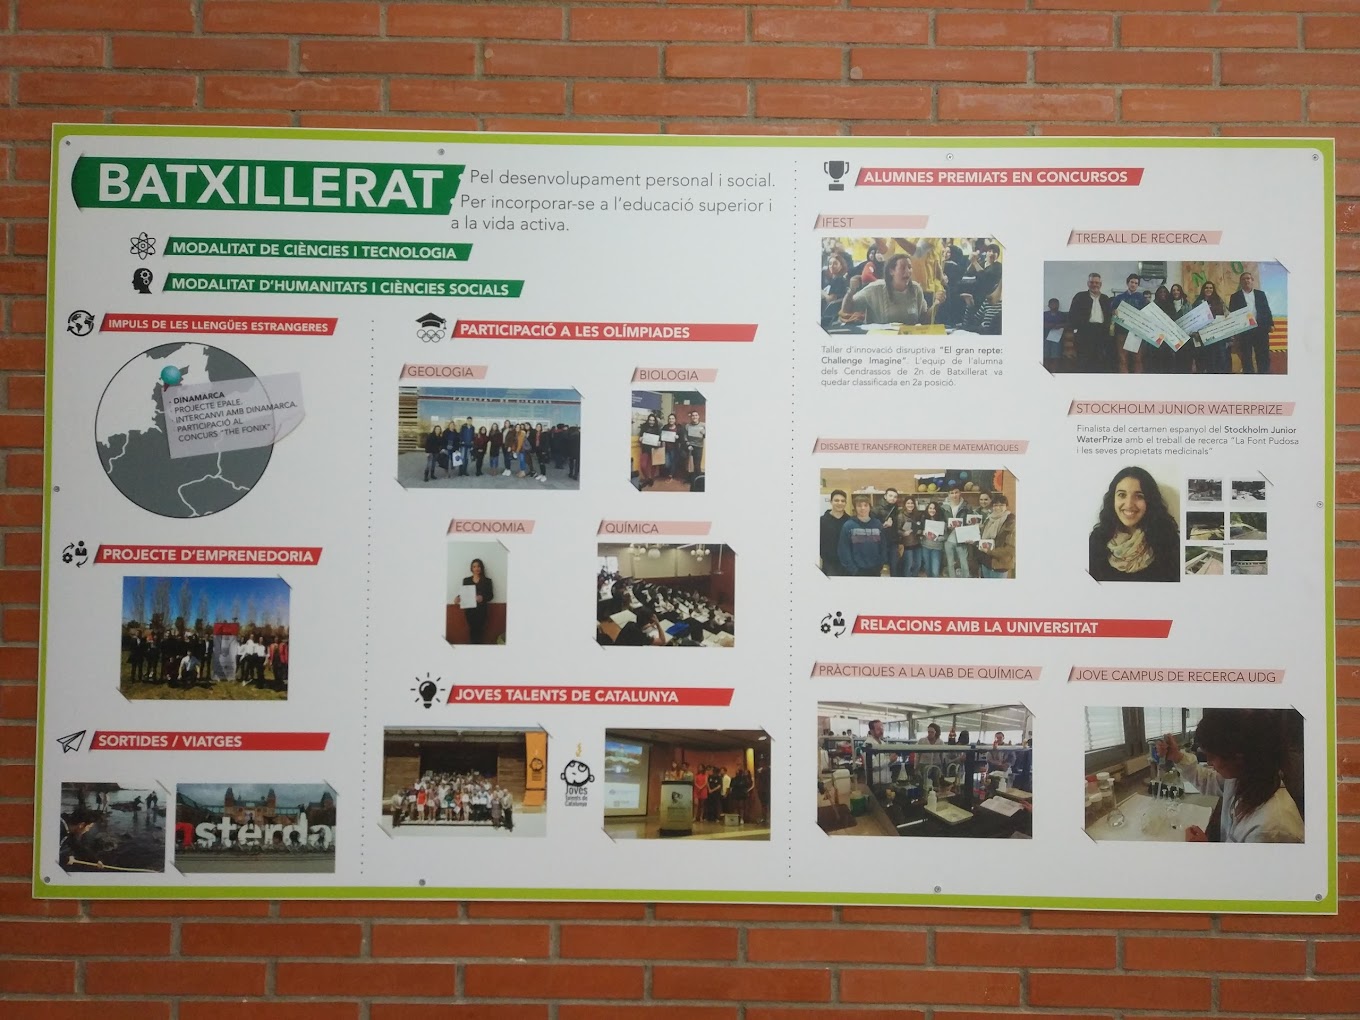 BATXILLERAT
· Pel desenvolupament personal i social.
· Per incorporar-se a l'educació superior i
a la vida activa.
MODALITAT DE CIÈNCIES I TECNOLOGIA
MODALITAT D'HUMANITATS I CIÈNCIES SOCIALS
IMPULS DE LES LLENGÜES ESTRANGERES
- DINAMARCA
- PROJECTE EPALE.
INTERCANVI AMB DINAMARCA.
PARTICIPACIÓ AL
CONCURS "THE FONIX"
PROJECTE D'EMPRENEDORIA
SORTIDES / VIATGES
msterda
PARTICIPACIÓ A LES OLÍMPIADES
GEOLOGIA
BIOLOGIA
ECONOMIA
QUÍMICA
JOVES TALENTS DE CATALUNYA
Joves
talents de
Catalunya
ALUMNES PREMIATS EN CONCURSOS
IFEST
Taller d'innovació disruptiva "El gran repte:
Challenge Imagine". L'equip de l'alumna
dels Cendrassos de 2n de Batxillerat va
quedar classificada en 2a posició.
TREBALL DE RECERCA
DISSABTE TRANSFRONTERER DE MATEMÀTIQUES
STOCKHOLM JUNIOR WATERPRIZE
Finalista del certamen espanyol del Stockholm Junior
WaterPrize amb el treball de recerca "La Font Pudosa
i les seves propietats medicinals"
RELACIONS AMB LA UNIVERSITAT
PRÀCTIQUES A LA UAB DE QUÍMICA
JOVE CAMPUS DE RECERCA UDG